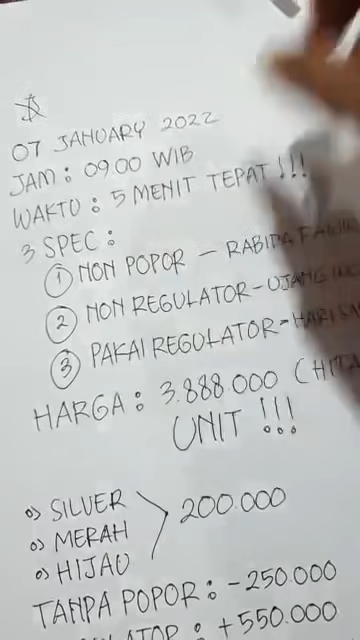 07 JANUARY 2022
JAM : 09.00 WIB
WAKTU : 5 MENIT TEPAT !!!
3 SPEC :
① NON POPOR –
② NON REGULATOR –
③ PAKAI REGULATOR –
HARGA : 3.888.000
UNIT !!!
o) SILVER
o) MERAH 200.000
o) HIJAU
TANPA POPOR : -250.000
: +550.000